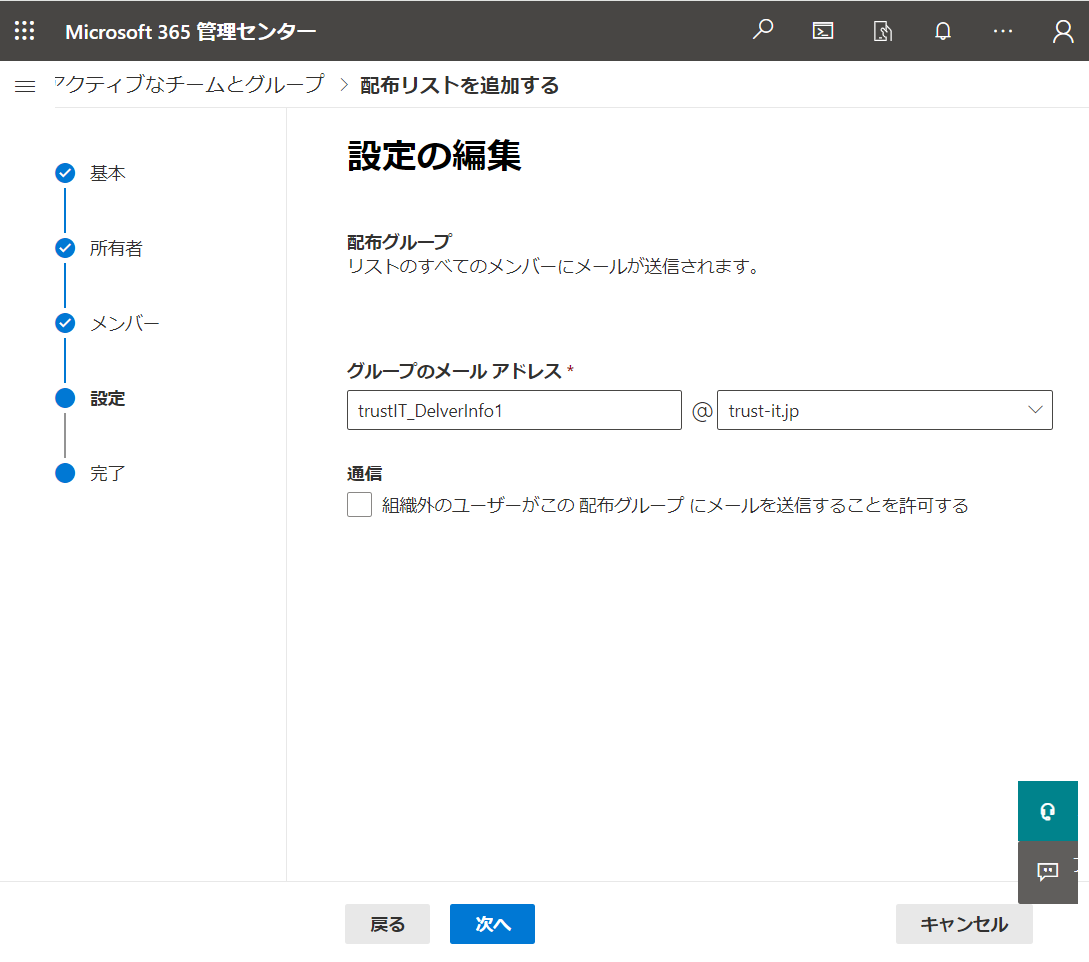 Microsoft 365 管理センター
アクティブなチームとグループ > 配布リストを追加する
基本
所有者
メンバー
設定
完了
設定の編集
配布グループ
リストのすべてのメンバーにメールが送信されます。
グループのメール アドレス *
trustIT_DelverInfo1 @ trust-it.jp
通信
組織外のユーザーがこの 配布グループ にメールを送信することを許可する
戻る
次へ
キャンセル